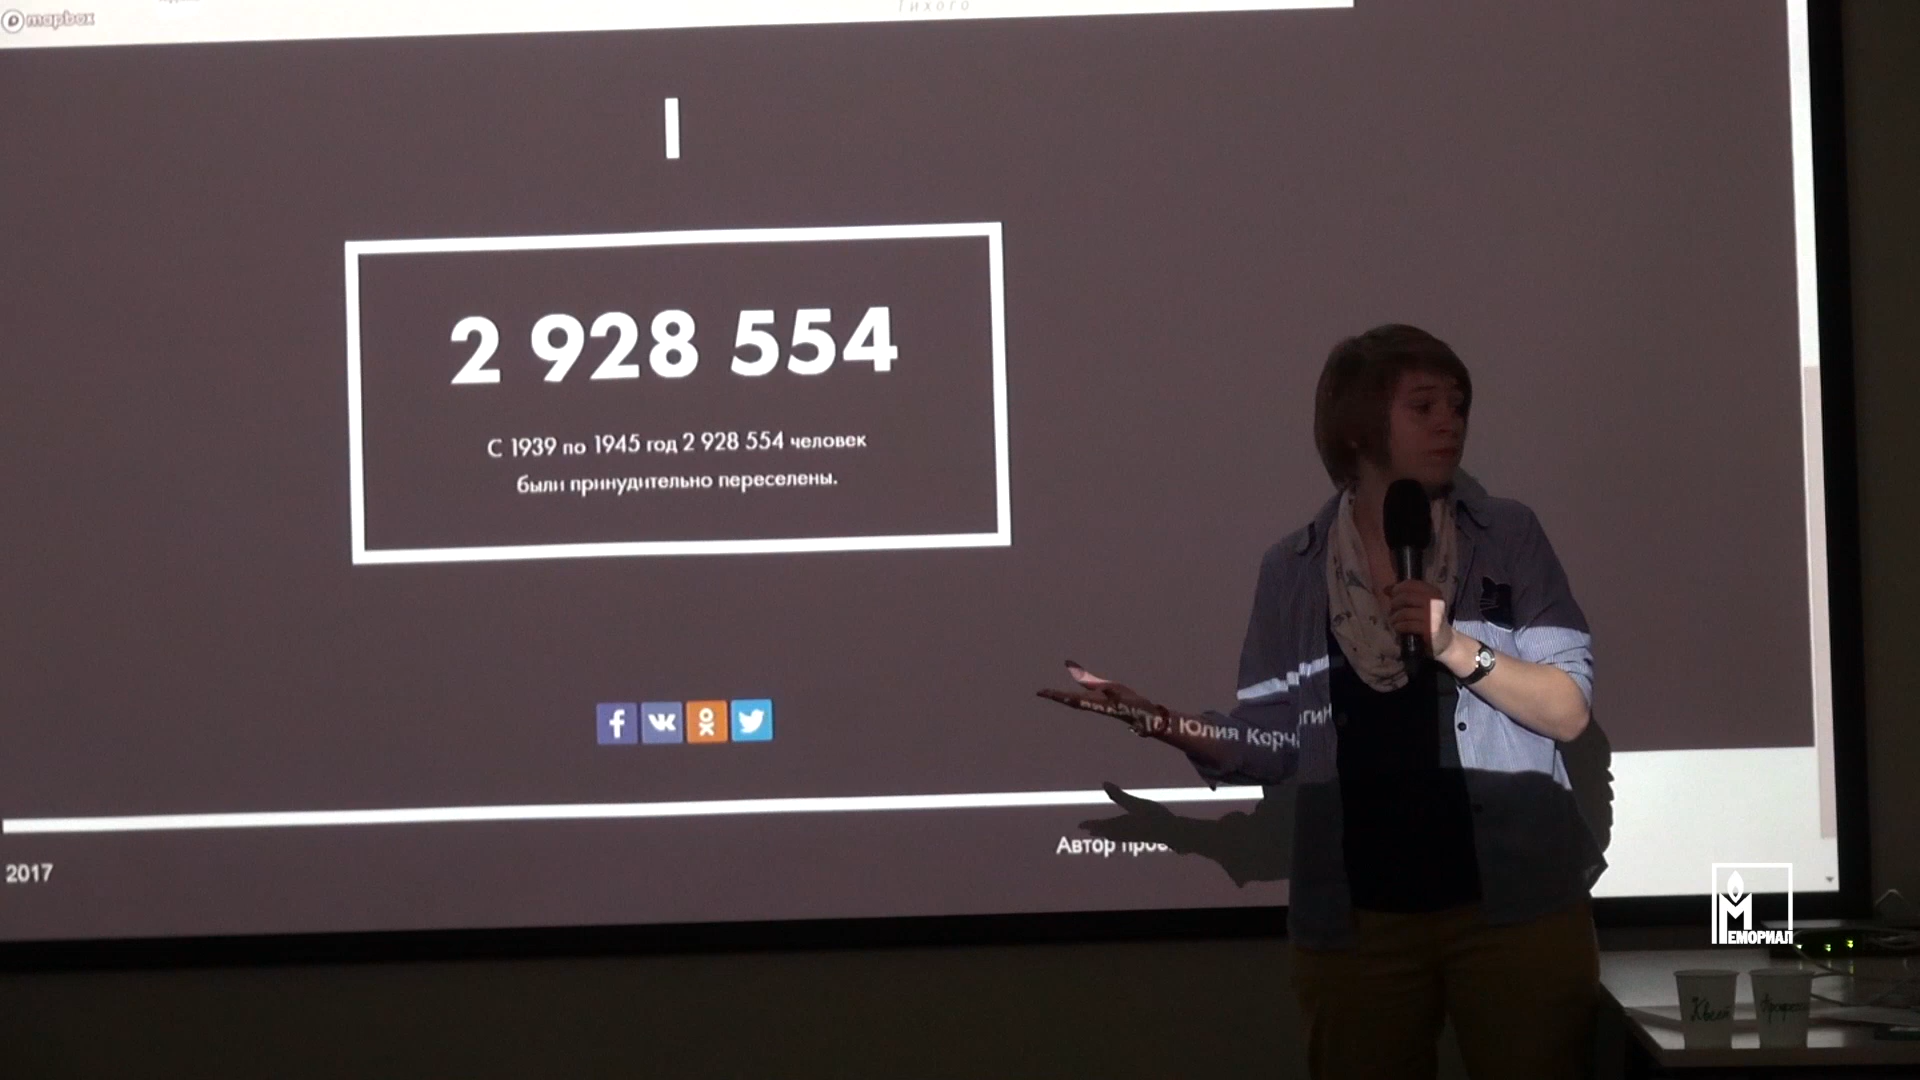 mapbox
Тихого
2 928 554
С 1939 по 1945 год 2 928 554 человек
были принудительно переселены.
Юлия
2017
Автор
МЕМОРИАЛ